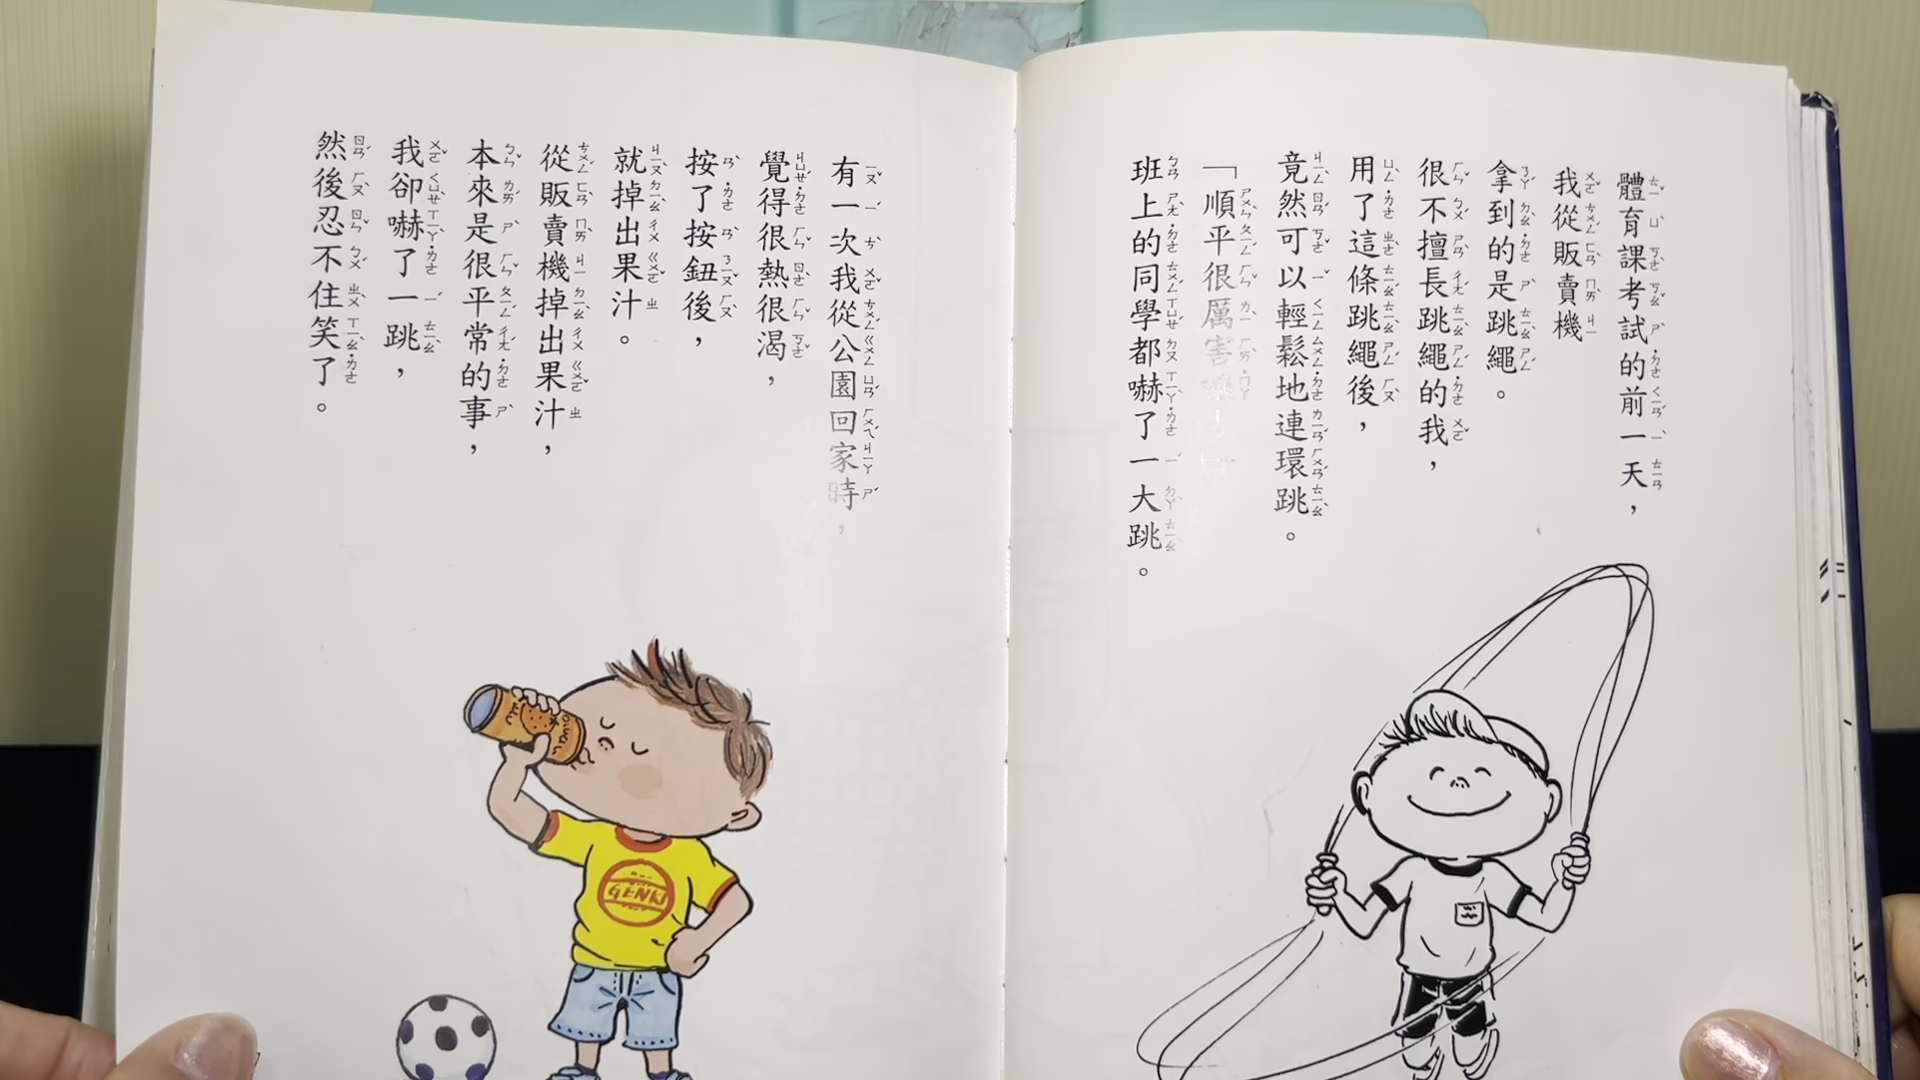 體育課考試的前一天，
我從販賣機
拿到的是跳繩。
很不擅長跳繩的我，
用了這條跳繩後，
竟然可以輕鬆地連環跳。
「順平很厲害
班上的同學都嚇了一大跳。
有一次我從公園回家時，
覺得很熱很渴，
按了按鈕後，
就掉出果汁。
從販賣機掉出果汁，
本來是很平常的事，
我卻嚇了一跳，
然後忍不住笑了。
GENKI